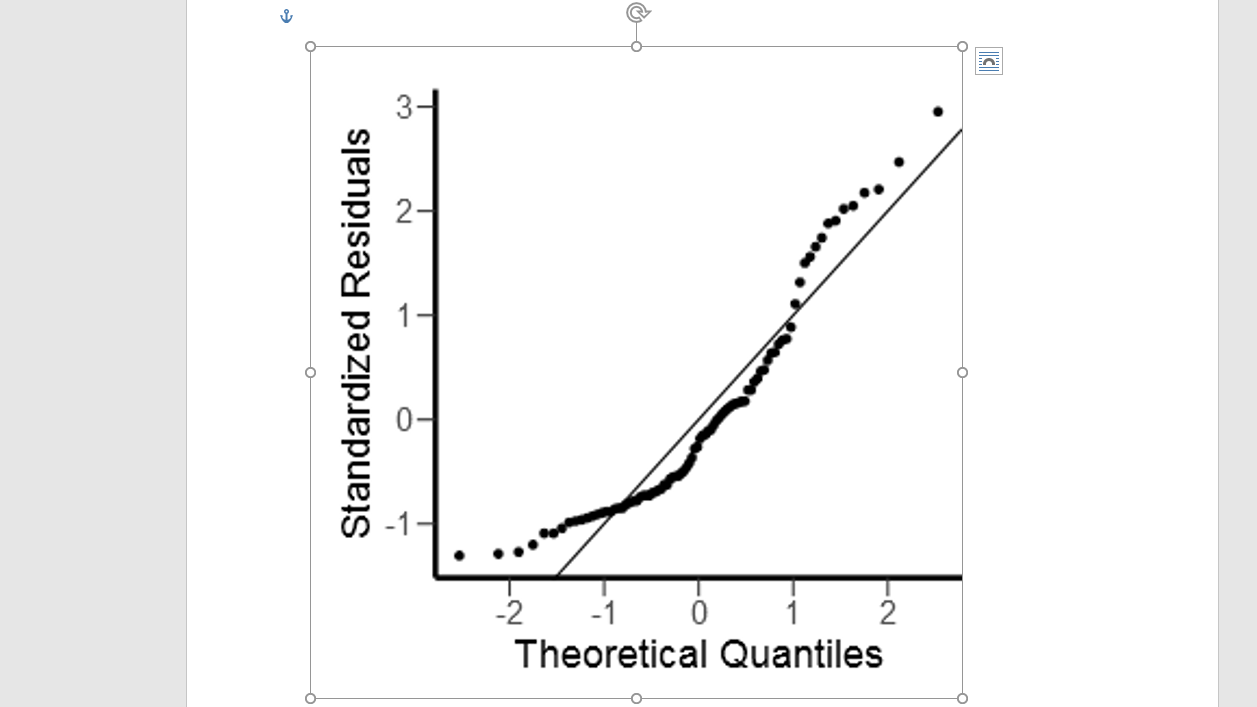 3
2
1
0
-1
Standardized Residuals
-2 -1 0 1 2
Theoretical Quantiles